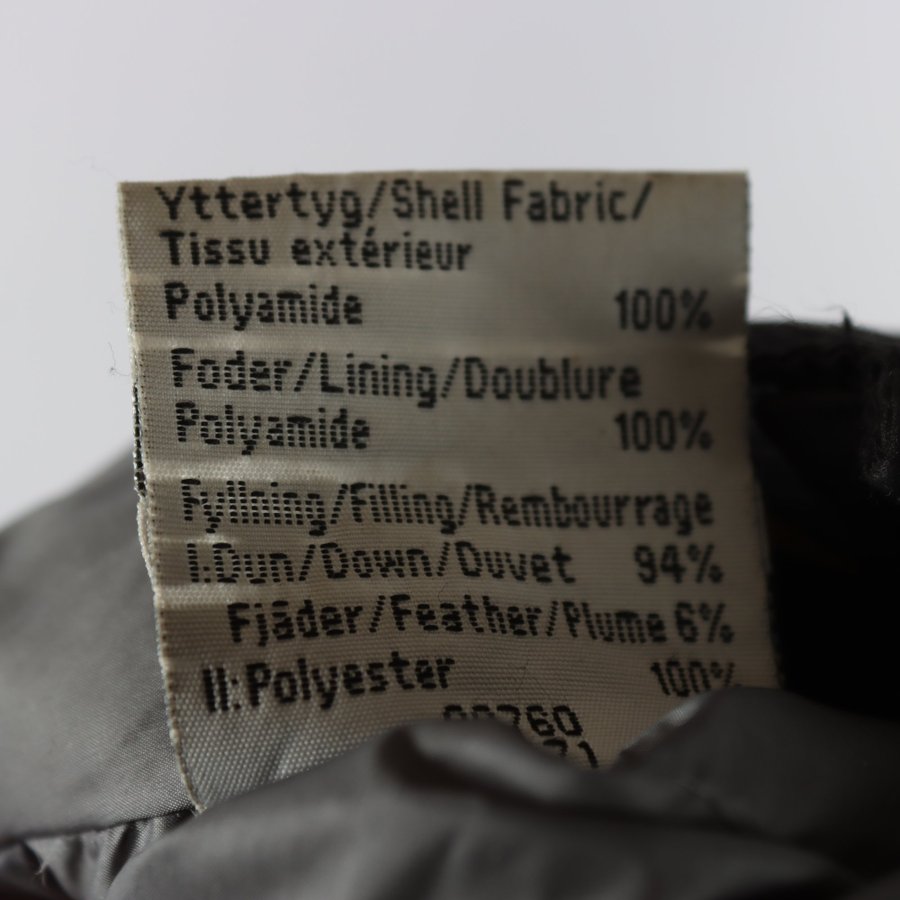 Yttertyg/Shell Fabric/
Tissu extérieur
Polyamide 100%
Foder/Lining/Doublure
Polyamide 100%
Fyllning/Filling/Rembourrage
I:Dun/Down/Duvet 94%
Fjäder/Feather/Plume 6%
II:Polyester 100%